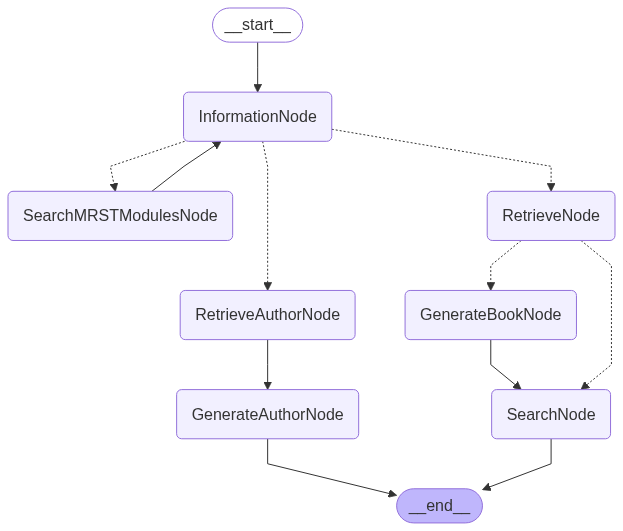 __start__
InformationNode
SearchMRSTModulesNode
RetrieveNode
RetrieveAuthorNode
GenerateBookNode
GenerateAuthorNode
SearchNode
__end__